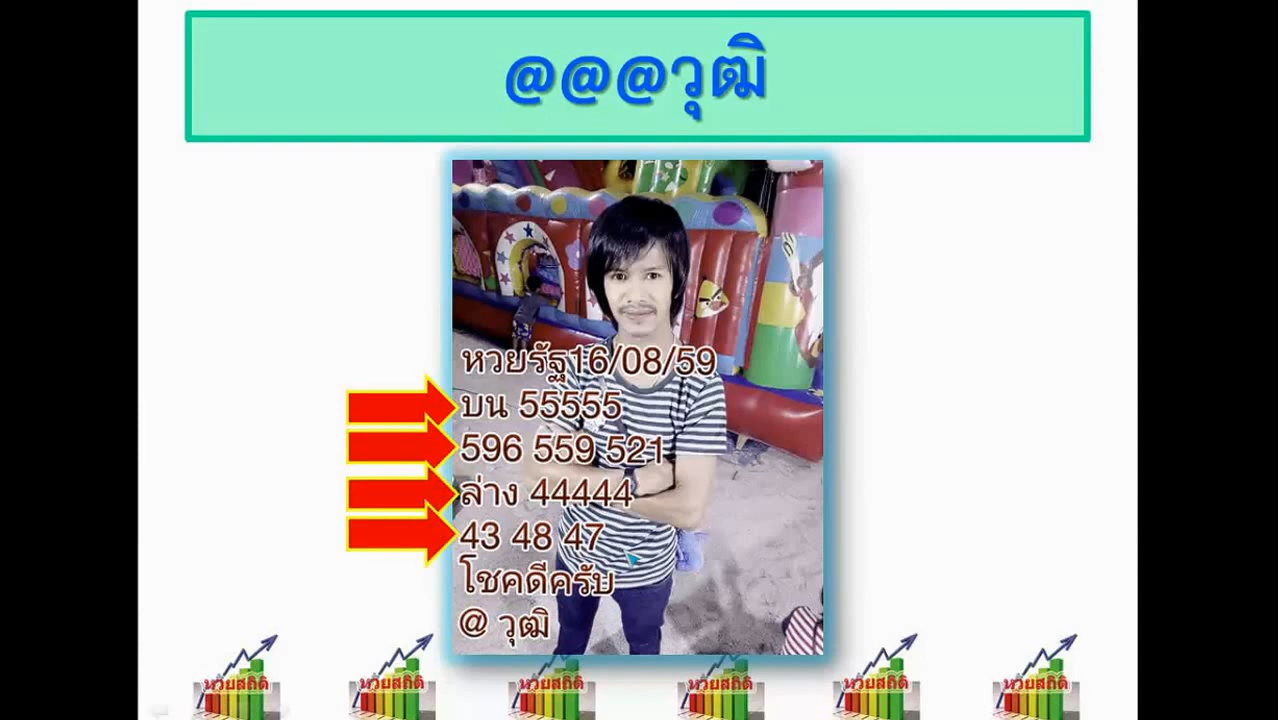 @@@วุฒิ
หวยรัฐ16/08/59
บน 55555
596 559 521
ล่าง 44444
43 48 47
โชคดีครับ
@ วุฒิ
หวยสถิติ
หวยสถิติ
หวยสถิติ
หวยสถิติ
หวยสถิติ
หวยสถิติ